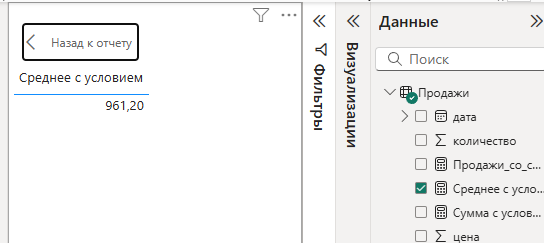 Назад к отчету
Среднее с условием
961,20
Фильтры
Визуализации
Данные
Поиск
Продажи
дата
количество
Продажи_со_с...
Среднее с усло...
Сумма с услов...
цена